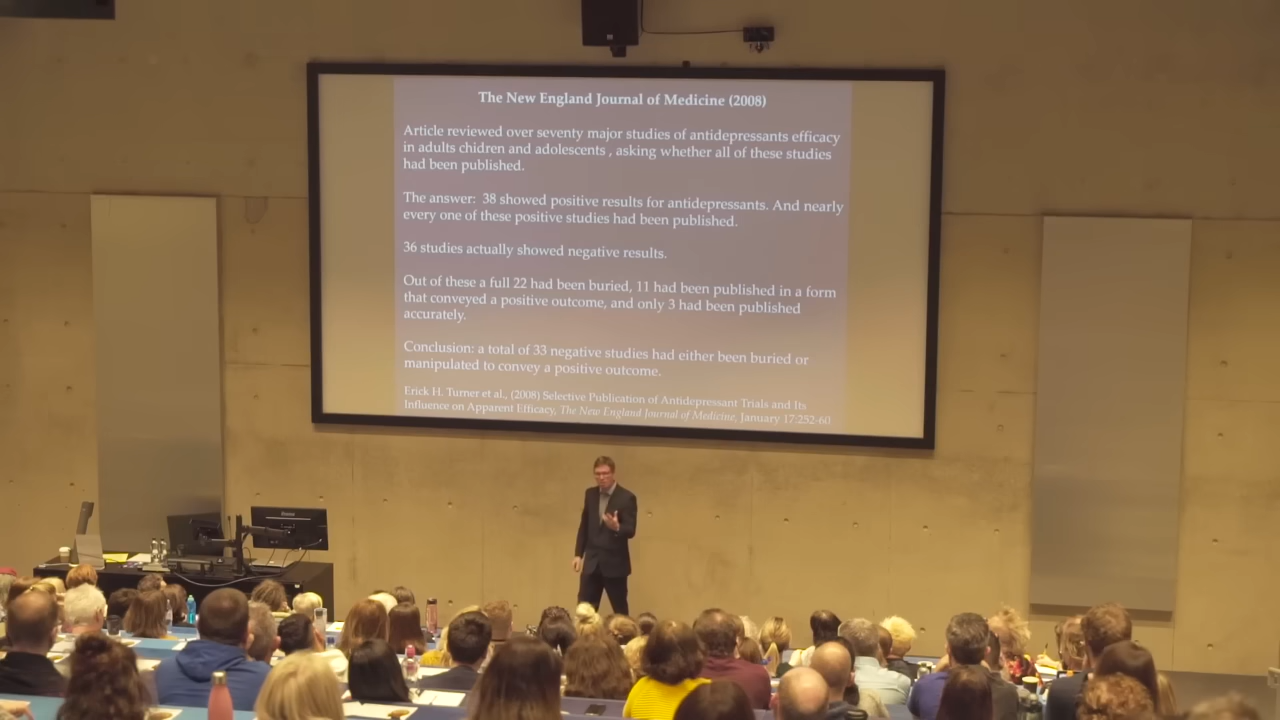 The New England Journal of Medicine (2008)
Article reviewed over seventy major studies of antidepressants efficacy
in adults chidren and adolescents , asking whether all of these studies
had been published.
The answer: 38 showed positive results for antidepressants. And nearly
every one of these positive studies had been published.
36 studies actually showed negative results.
Out of these a full 22 had been buried, 11 had been published in a form
that conveyed a positive outcome, and only 3 had been published
accurately.
Conclusion: a total of 33 negative studies had either been buried or
manipulated to convey a positive outcome.
Erick H. Turner et al., (2008) Selective Publication of Antidepressant Trials and Its
Influence on Apparent Efficacy, The New England Journal of Medicine, January 17:252-60